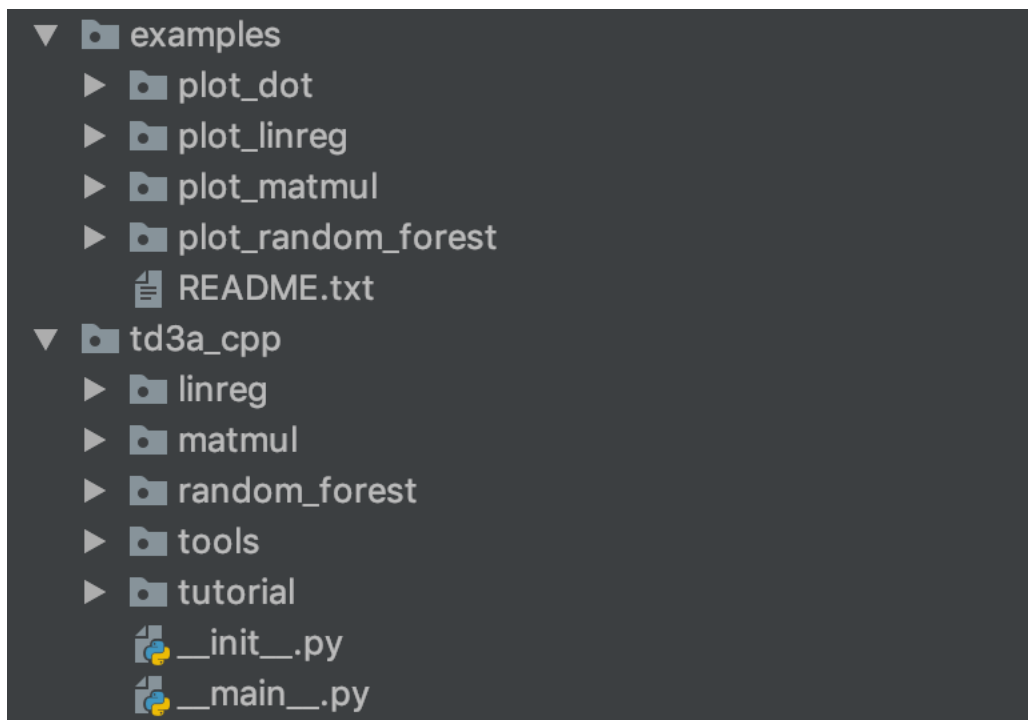 examples
plot_dot
plot_linreg
plot_matmul
plot_random_forest
README.txt
td3a_cpp
linreg
matmul
random_forest
tools
tutorial
__init__.py
__main__.py